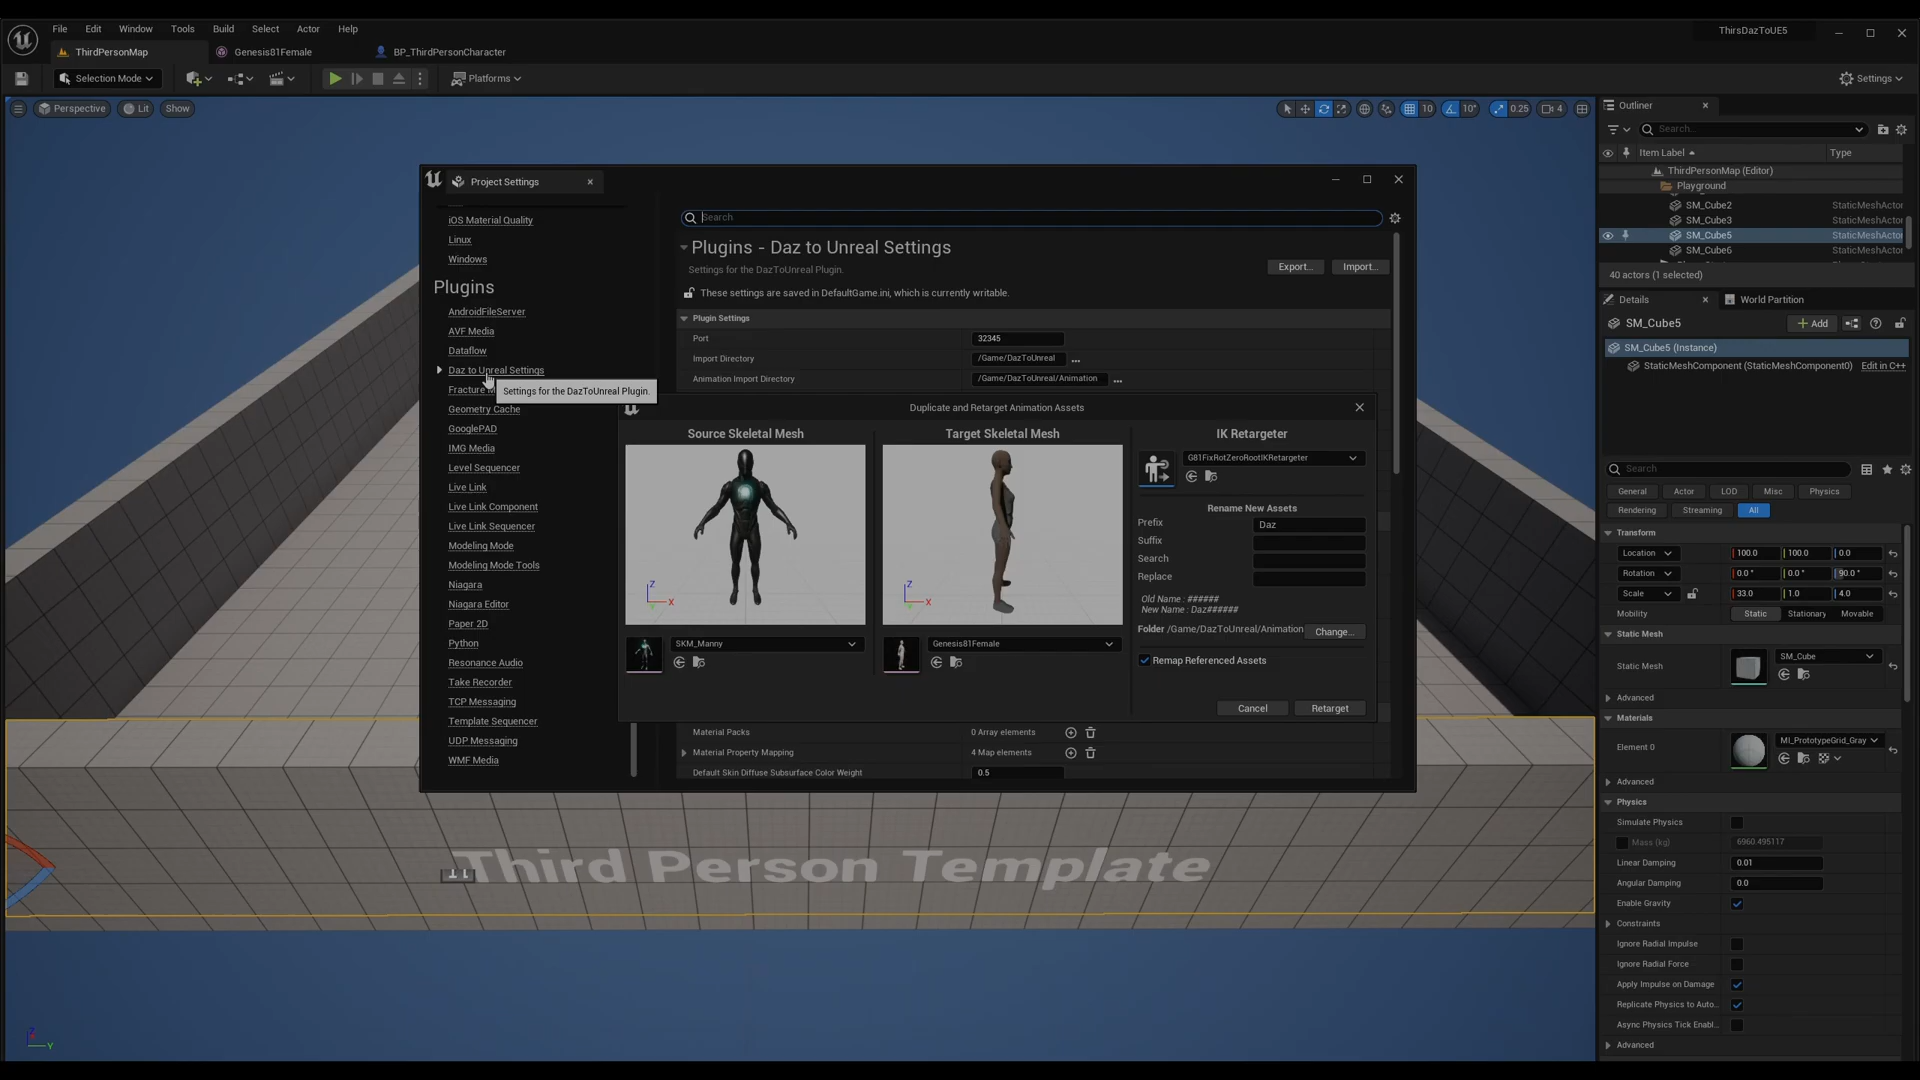 File Edit Window Tools Build Select Actor Help
ThirsDazToUE5
ThirdPersonMap
Genesis81Female
BP_ThirdPersonCharacter
Selection Mode
Platforms
Settings
Perspective
Lit
Show
10
10°
0.25
4
Project Settings
iOS Material Quality
Linux
Windows
Plugins
AndroidFileServer
AVF Media
Dataflow
Daz to Unreal Settings
Fracture
Geometry Cache
GooglePAD
IMG Media
Level Sequencer
Live Link
Live Link Component
Live Link Sequencer
Modeling Mode
Modeling Mode Tools
Niagara
Niagara Editor
Paper 2D
Python
Resonance Audio
Take Recorder
TCP Messaging
Template Sequencer
UDP Messaging
WMF Media
Settings for the DazToUnreal Plugin.
Search
Plugins - Daz to Unreal Settings
Settings for the DazToUnreal Plugin.
Export...
Import...
These settings are saved in DefaultGame.ini, which is currently writable.
Plugin Settings
Port 32345
Import Directory /Game/DazToUnreal ...
Animation Import Directory /Game/DazToUnreal/Animation ...
Duplicate and Retarget Animation Assets
Source Skeletal Mesh
Z
X
SKM_Manny
Target Skeletal Mesh
Z
X
Genesis81Female
IK Retargeter
G81FixRotZeroRootIKRetargeter
Rename New Assets
Prefix Daz
Suffix
Search
Replace
Old Name : ######
New Name : Daz######
Folder /Game/DazToUnreal/Animation Change...
Remap Referenced Assets
Cancel
Retarget
Material Packs 0 Array elements
Material Property Mapping 4 Map elements
Default Skin Diffuse Subsurface Color Weight 0.5
Third Person Template
Z
Y
Outliner
Search...
Item Label
Type
ThirdPersonMap (Editor)
Playground
SM_Cube2 StaticMeshActor
SM_Cube3 StaticMeshActor
SM_Cube5 StaticMeshActor
SM_Cube6 StaticMeshActor
40 actors (1 selected)
Details
World Partition
SM_Cube5
Add
SM_Cube5 (Instance)
StaticMeshComponent (StaticMeshComponent0) Edit in C++
Search
General Actor LOD Misc Physics
Rendering Streaming All
Transform
Location 100.0 100.0 0.0
Rotation 0.0 ° 0.0 ° 90.0 °
Scale 33.0 1.0 4.0
Mobility Static Stationary Movable
Static Mesh
Static Mesh SM_Cube
Advanced
Materials
Element 0 MI_PrototypeGrid_Gray
Advanced
Physics
Simulate Physics
Mass (kg) 6960.495117
Linear Damping 0.01
Angular Damping 0.0
Enable Gravity
Constraints
Ignore Radial Impulse
Ignore Radial Force
Apply Impulse on Damage
Replicate Physics to Auto...
Async Physics Tick Enabl...
Advanced